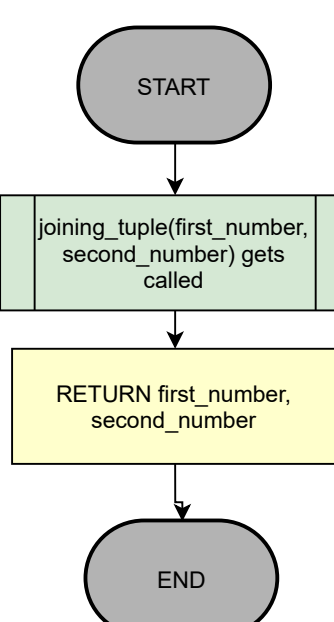 START
joining_tuple(first_number,
second_number) gets
called
RETURN first_number,
second_number
END